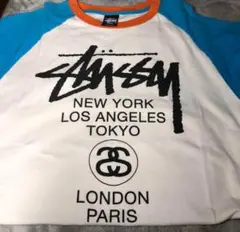 STÜSSY
NEW YORK
LOS ANGELES
TOKYO
LONDON
PARIS